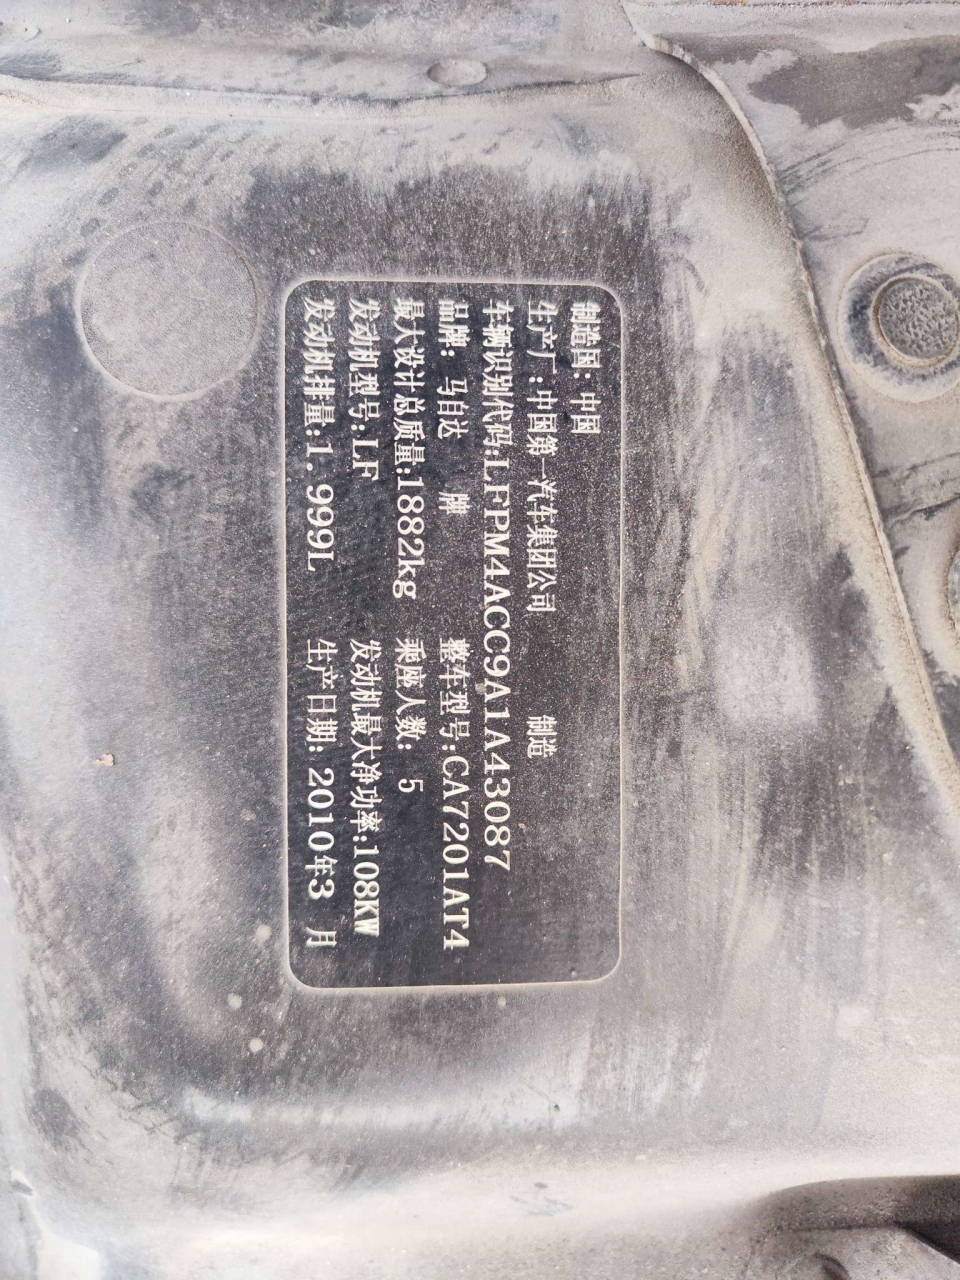 制造国:中国
生产厂:中国第一汽车集团公司 制造
车辆识别代码:LFPM4ACC9A1A43087
品牌: 马自达 牌 整车型号:CA7201AT4
最大设计总质量:1882kg 乘座人数: 5
发动机型号:LF 发动机最大净功率:108KW
发动机排量:1.999L 生产日期: 2010年3 月